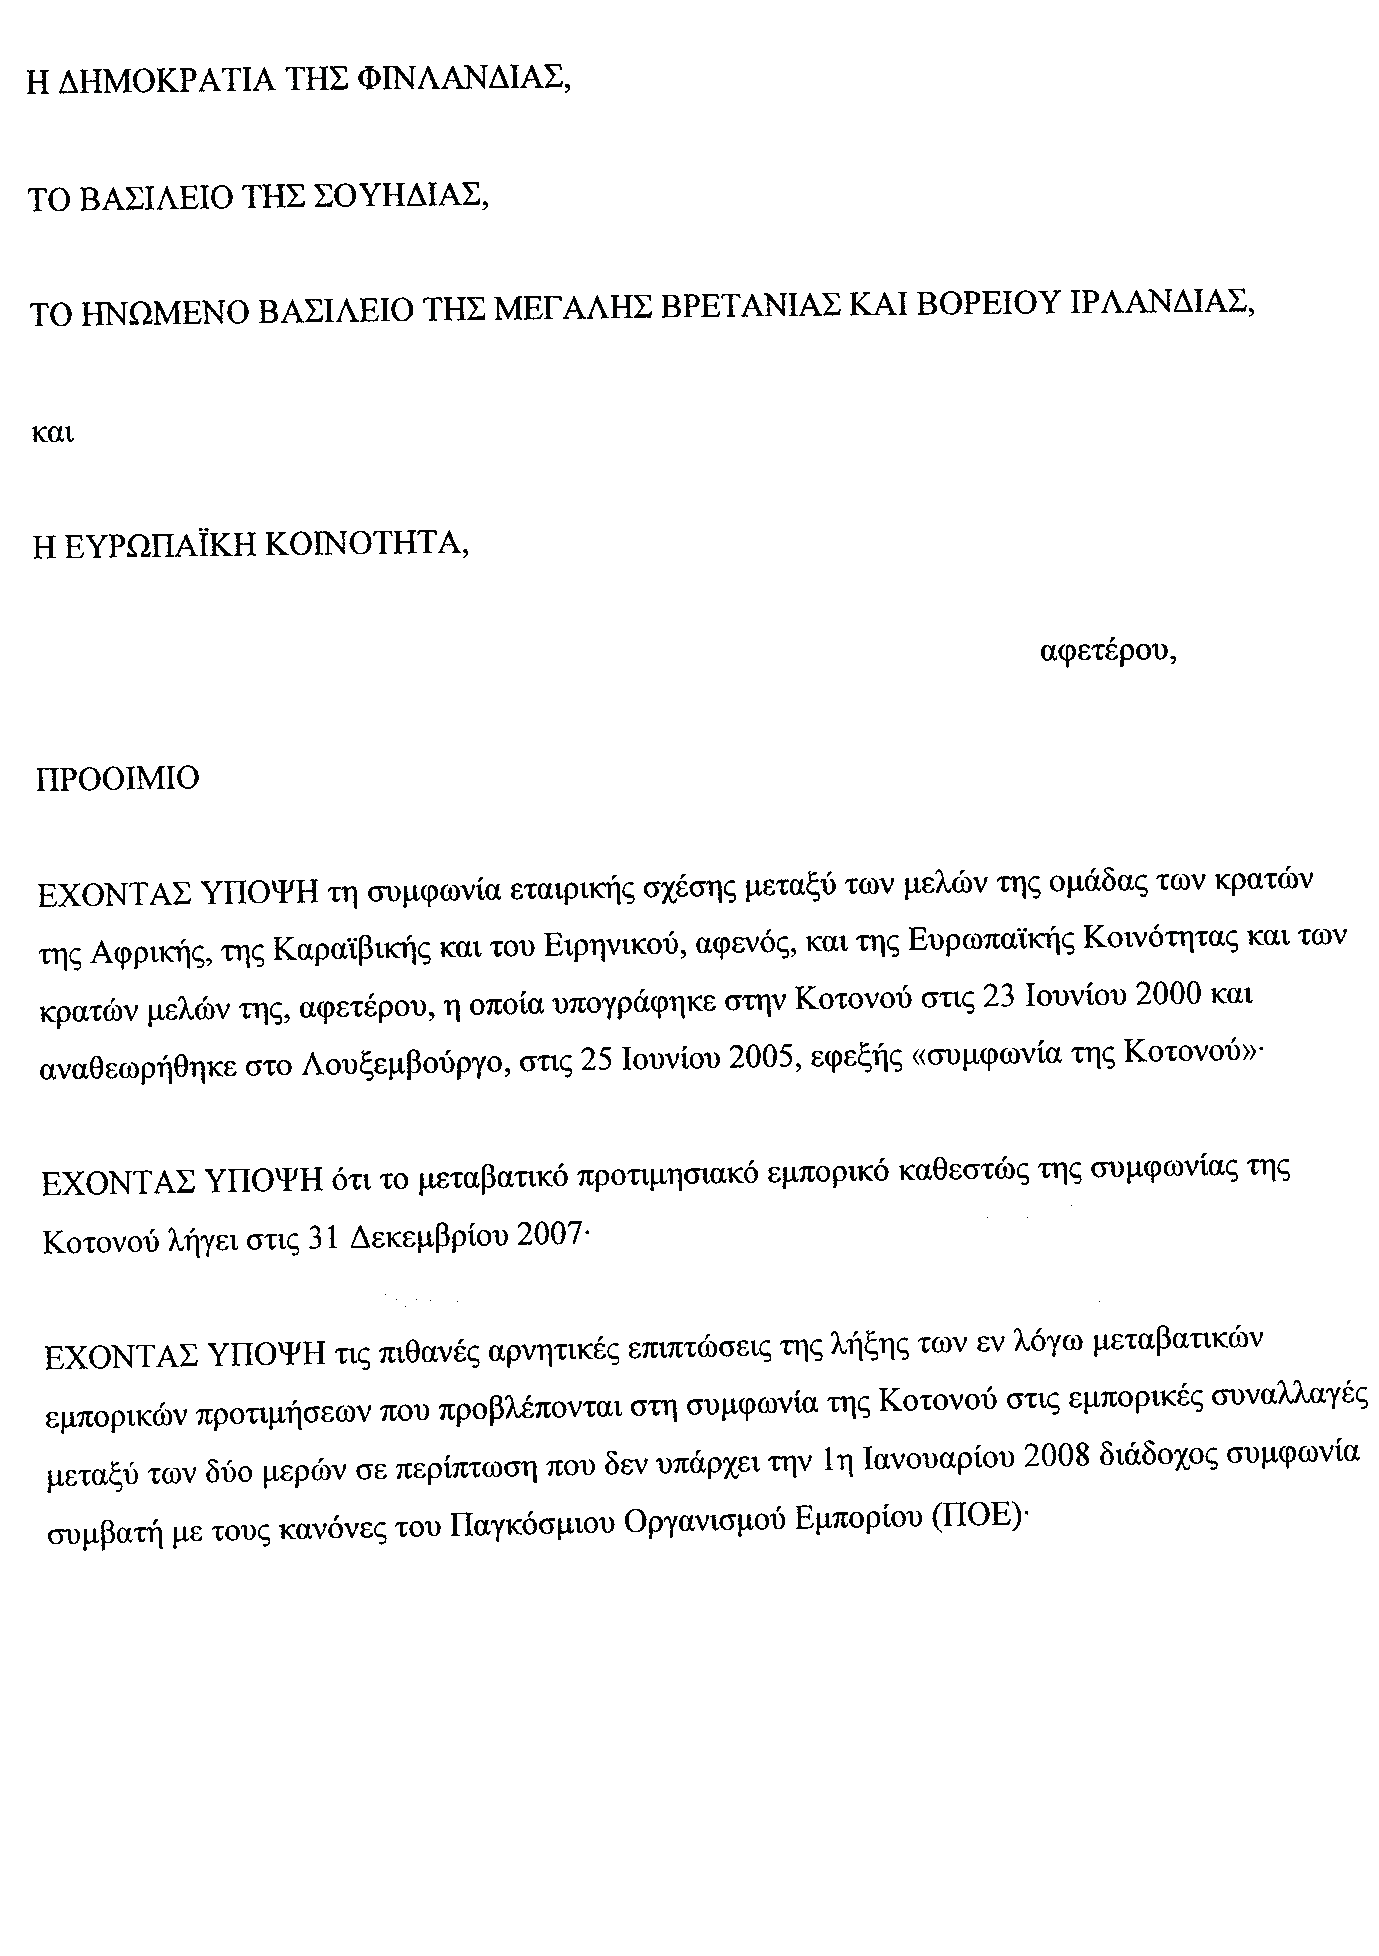 Η ΔΗΜΟΚΡΑΤΙΑ ΤΗΣ ΦΙΝΛΑΝΔΙΑΣ,
ΤΟ ΒΑΣΙΛΕΙΟ ΤΗΣ ΣΟΥΗΔΙΑΣ,
ΤΟ ΗΝΩΜΕΝΟ ΒΑΣΙΛΕΙΟ ΤΗΣ ΜΕΓΑΛΗΣ ΒΡΕΤΑΝΙΑΣ ΚΑΙ ΒΟΡΕΙΟΥ ΙΡΛΑΝΔΙΑΣ,
και
Η ΕΥΡΩΠΑΪΚΗ ΚΟΙΝΟΤΗΤΑ,
αφετέρου,
ΠΡΟΟΙΜΙΟ
ΕΧΟΝΤΑΣ ΥΠΟΨΗ τη συμφωνία εταιρικής σχέσης μεταξύ των μελών της ομάδας των κρατών
της Αφρικής, της Καραϊβικής και του Ειρηνικού, αφενός, και της Ευρωπαϊκής Κοινότητας και των
κρατών μελών της, αφετέρου, η οποία υπογράφηκε στην Κοτονού στις 23 Ιουνίου 2000 και
αναθεωρήθηκε στο Λουξεμβούργο, στις 25 Ιουνίου 2005, εφεξής «συμφωνία της Κοτονού»·
ΕΧΟΝΤΑΣ ΥΠΟΨΗ ότι το μεταβατικό προτιμησιακό εμπορικό καθεστώς της συμφωνίας της
Κοτονού λήγει στις 31 Δεκεμβρίου 2007·
ΕΧΟΝΤΑΣ ΥΠΟΨΗ τις πιθανές αρνητικές επιπτώσεις της λήξης των εν λόγω μεταβατικών
εμπορικών προτιμήσεων που προβλέπονται στη συμφωνία της Κοτονού στις εμπορικές συναλλαγές
μεταξύ των δύο μερών σε περίπτωση που δεν υπάρχει την 1η Ιανουαρίου 2008 διάδοχος συμφωνία
συμβατή με τους κανόνες του Παγκόσμιου Οργανισμού Εμπορίου (ΠΟΕ)·